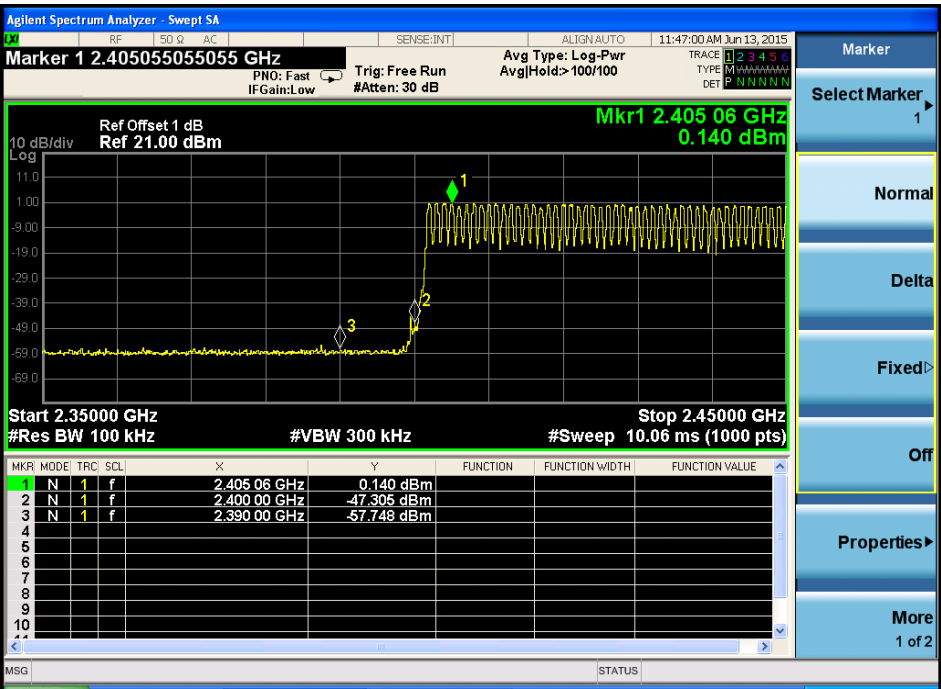 Agilent Spectrum Analyzer - Swept SA
LXI RF 50 Ω AC SENSE:INT ALIGN AUTO 11:47:00 AM Jun 13, 2015
Marker 1 2.405055055055 GHz
PNO: Fast
IFGain:Low
Trig: Free Run
#Atten: 30 dB
Avg Type: Log-Pwr
Avg|Hold:>100/100
TRACE 1 2 3 4 5 6
TYPE M WWWWW
DET P N N N N N
Mkr1 2.405 06 GHz
0.140 dBm
Ref Offset 1 dB
10 dB/div Ref 21.00 dBm
Log
11.0
1.00
-9.00
-19.0
-29.0
-39.0
-49.0
-59.0
-69.0
1
2
3
Start 2.35000 GHz Stop 2.45000 GHz
#Res BW 100 kHz #VBW 300 kHz #Sweep 10.06 ms (1000 pts)
MKR MODE TRC SCL X Y FUNCTION FUNCTION WIDTH FUNCTION VALUE
1 N 1 f 2.405 06 GHz 0.140 dBm
2 N 1 f 2.400 00 GHz -47.305 dBm
3 N 1 f 2.390 00 GHz -57.748 dBm
4
5
6
7
8
9
10
MSG STATUS
Marker
Select Marker
1
Normal
Delta
Fixed
Off
Properties
More
1 of 2